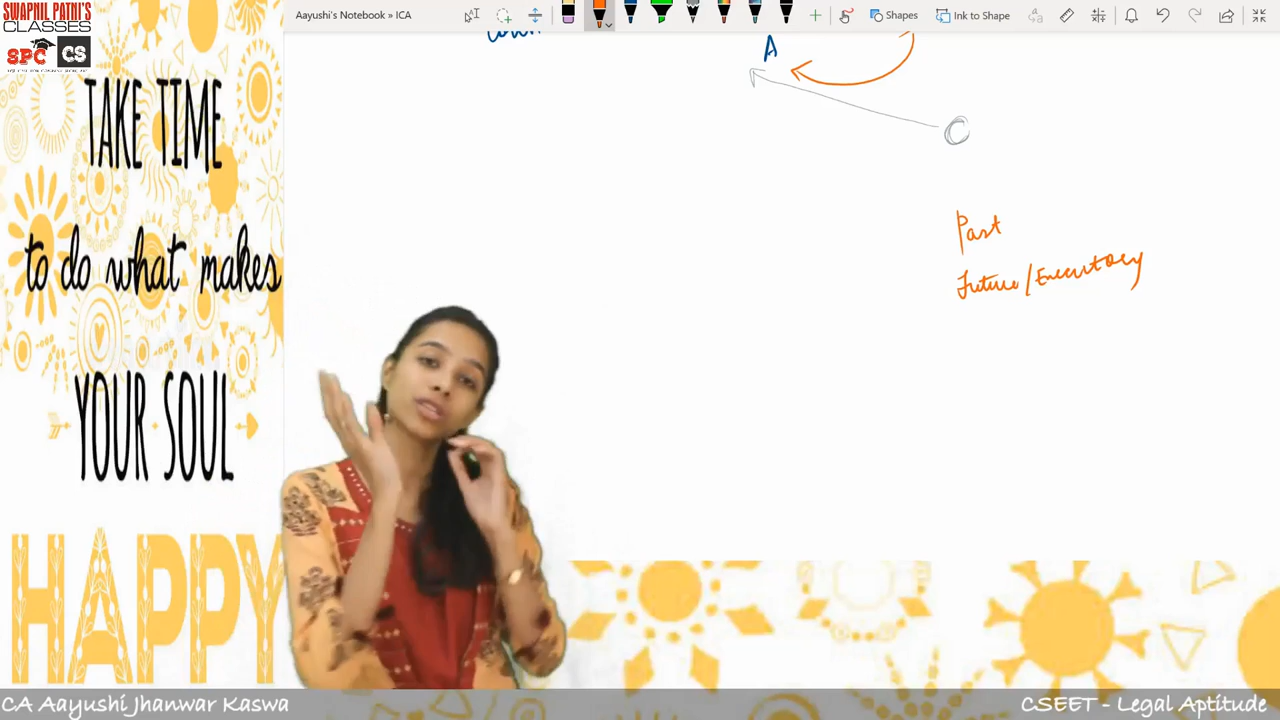 SWAPNIL PATNI'S
CLASSES
SPC CS
TAKE TIME
to do what makes
YOUR SOUL
HAPPY
Aayushi's Notebook » ICA
Shapes
Ink to Shape
A
C
Past
Future/Executory
CA Aayushi Jhanwar Kaswa
CSEET - Legal Aptitude